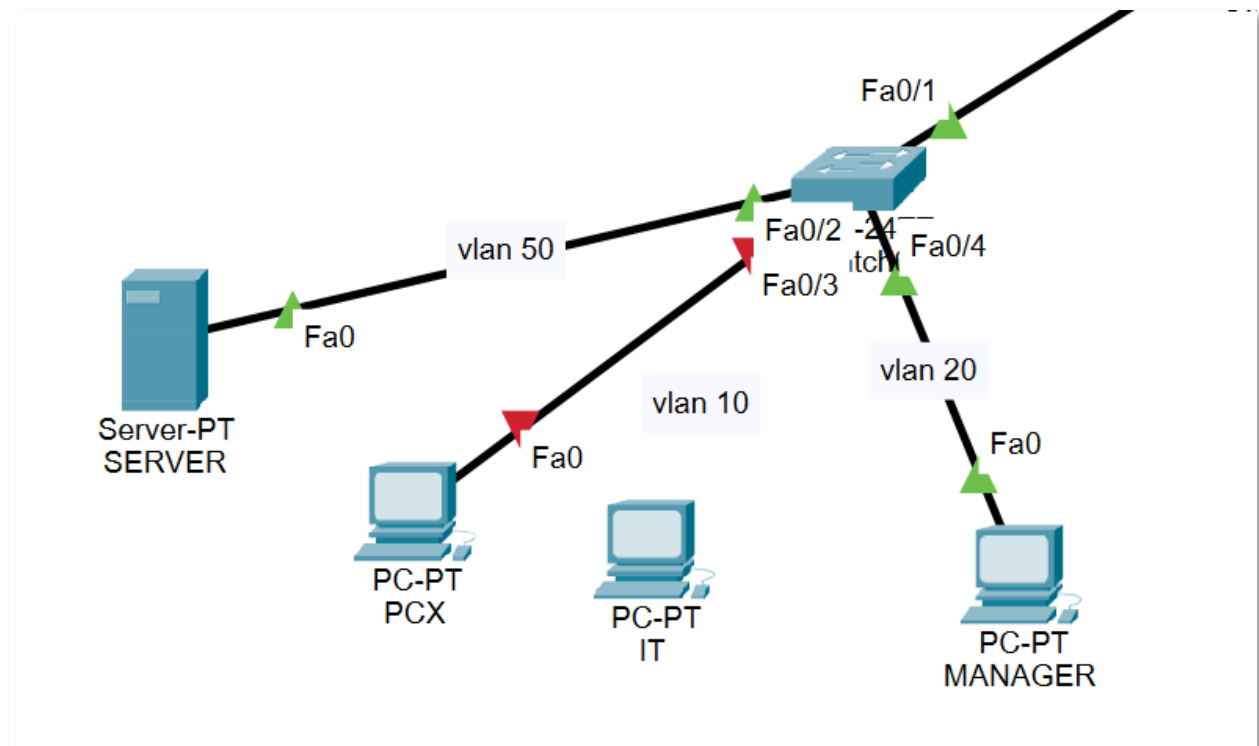 Fa0/1
vlan 50
Fa0/2
-24
Fa0/4
Fa0/3
Fa0
vlan 20
vlan 10
Fa0
Fa0
Server-PT
SERVER
PC-PT
PCX
PC-PT
IT
PC-PT
MANAGER